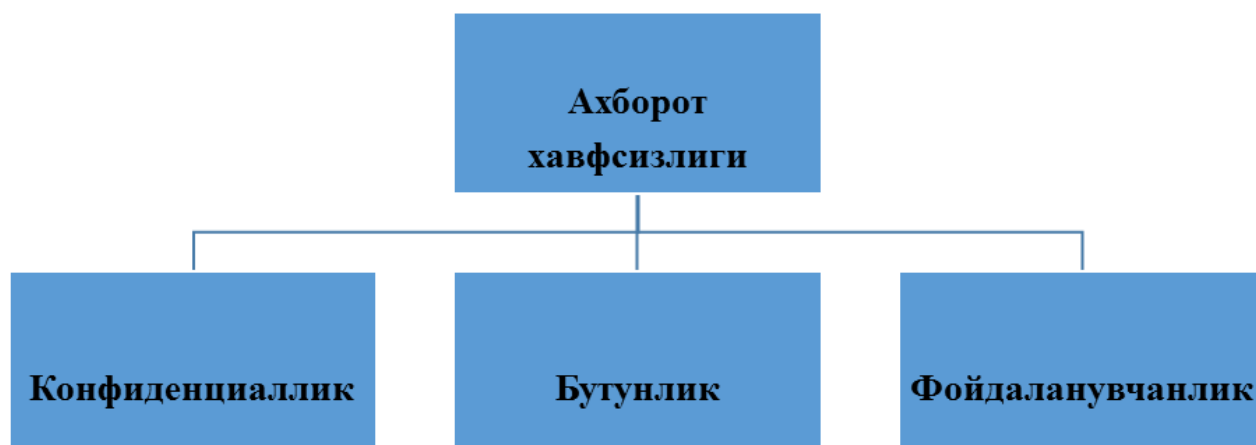 Ахборот
хавфсизлиги
Конфиденциаллик
Бутунлик
Фойдаланувчанлик